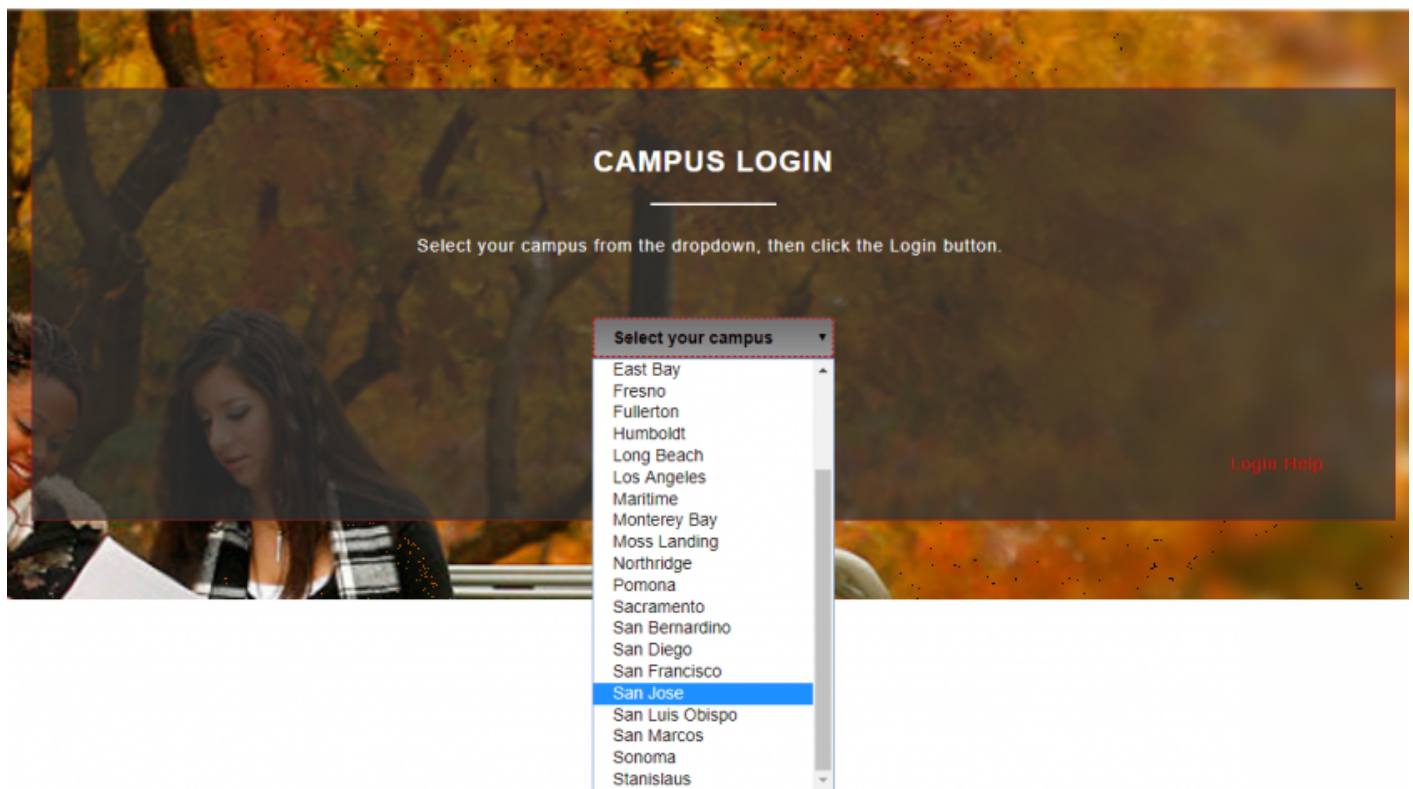 CAMPUS LOGIN
Select your campus from the dropdown, then click the Login button.
Select your campus
East Bay
Fresno
Fullerton
Humboldt
Long Beach
Los Angeles
Maritime
Monterey Bay
Moss Landing
Northridge
Pomona
Sacramento
San Bernardino
San Diego
San Francisco
San Jose
San Luis Obispo
San Marcos
Sonoma
Stanislaus
Login Help